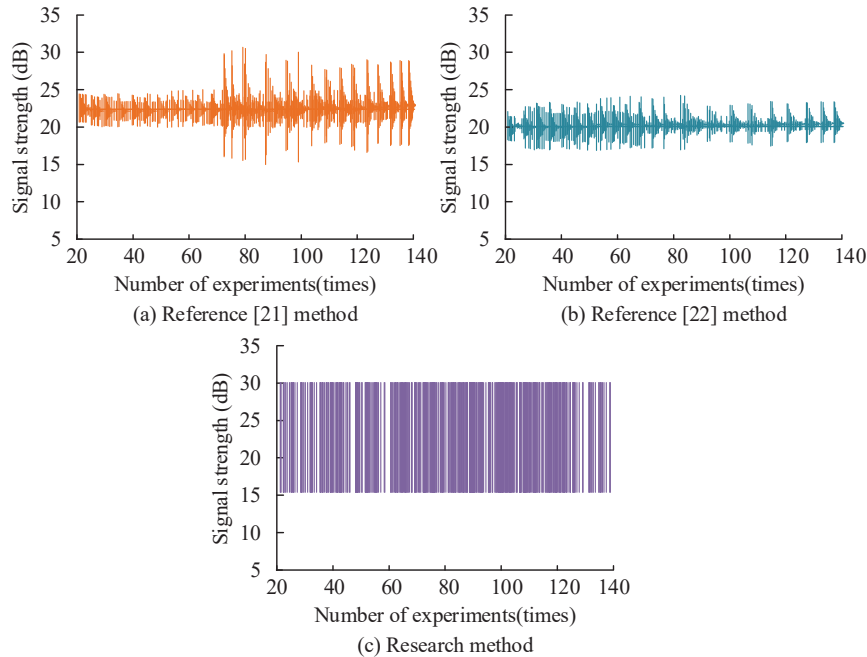 35
30
25
20
15
10
5
Signal strength (dB)
20 40 60 80 100 120 140
Number of experiments(times)
(a) Reference [21] method
35
30
25
20
15
10
5
Signal strength (dB)
20 40 60 80 100 120 140
Number of experiments(times)
(b) Reference [22] method
35
30
25
20
15
10
5
Signal strength (dB)
20 40 60 80 100 120 140
Number of experiments(times)
(c) Research method